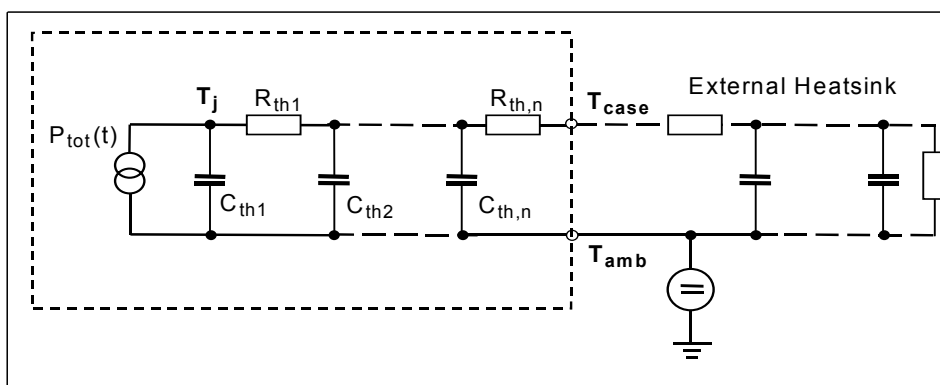 External Heatsink
T_j
R_th1
R_th,n
T_case
P_tot(t)
C_th1
C_th2
C_th,n
T_amb